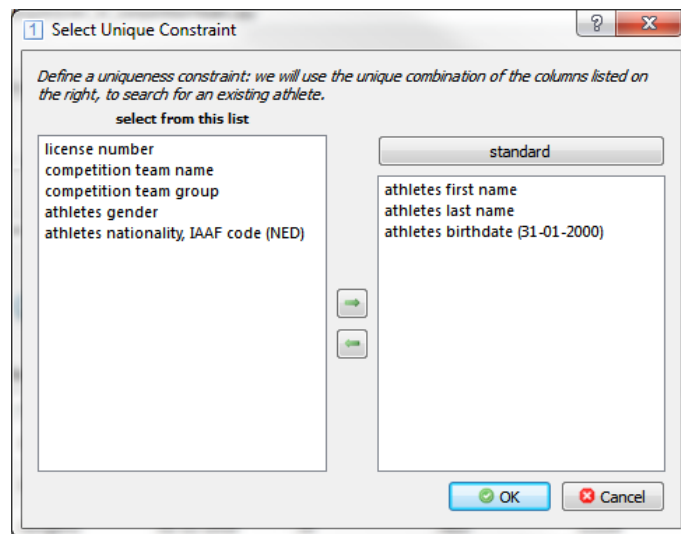 1 Select Unique Constraint
?
X
Define a uniqueness constraint: we will use the unique combination of the columns listed on
the right, to search for an existing athlete.
select from this list
license number
competition team name
competition team group
athletes gender
athletes nationality, IAAF code (NED)
standard
athletes first name
athletes last name
athletes birthdate (31-01-2000)
OK
Cancel